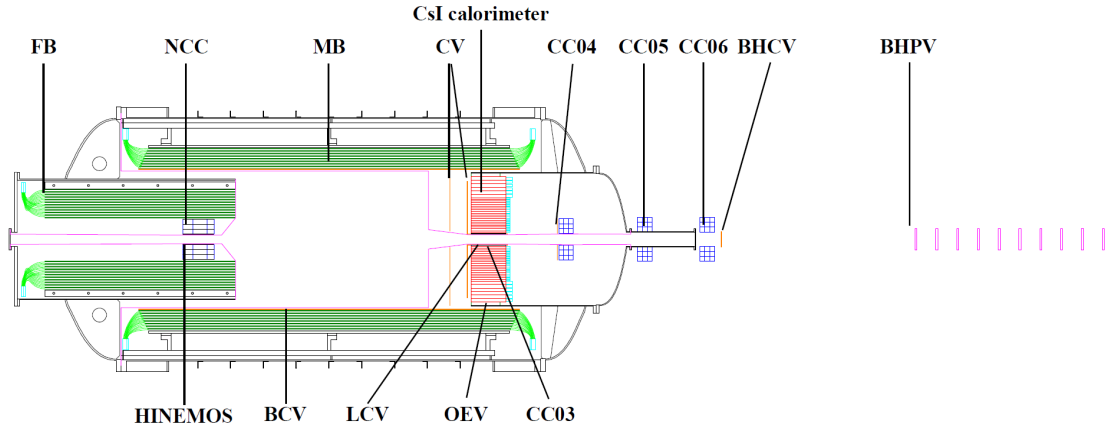 CsI calorimeter
FB NCC MB CV CC04 CC05 CC06 BHCV BHPV
HINEMOS BCV LCV OEV CC03